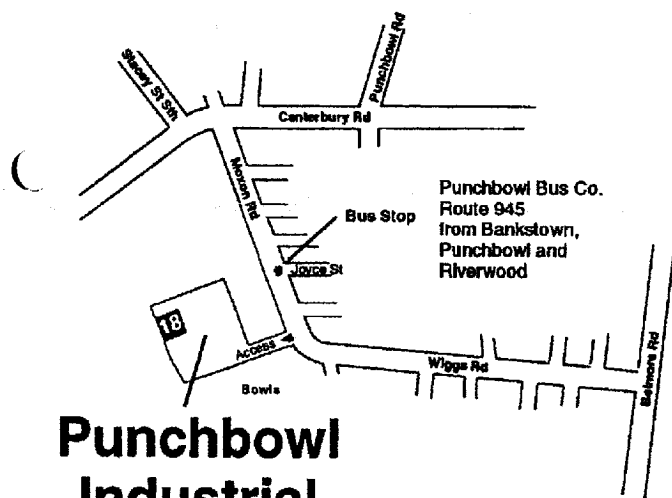 Stacey St Sth
Punchbowl Rd
Canterbury Rd
Moxon Rd
Bus Stop
Punchbowl Bus Co.
Route 945
from Bankstown,
Punchbowl and
Riverwood
Joyce St
18
Access
Wiggs Rd
Belmore Rd
Bowls
Punchbowl
Industrial